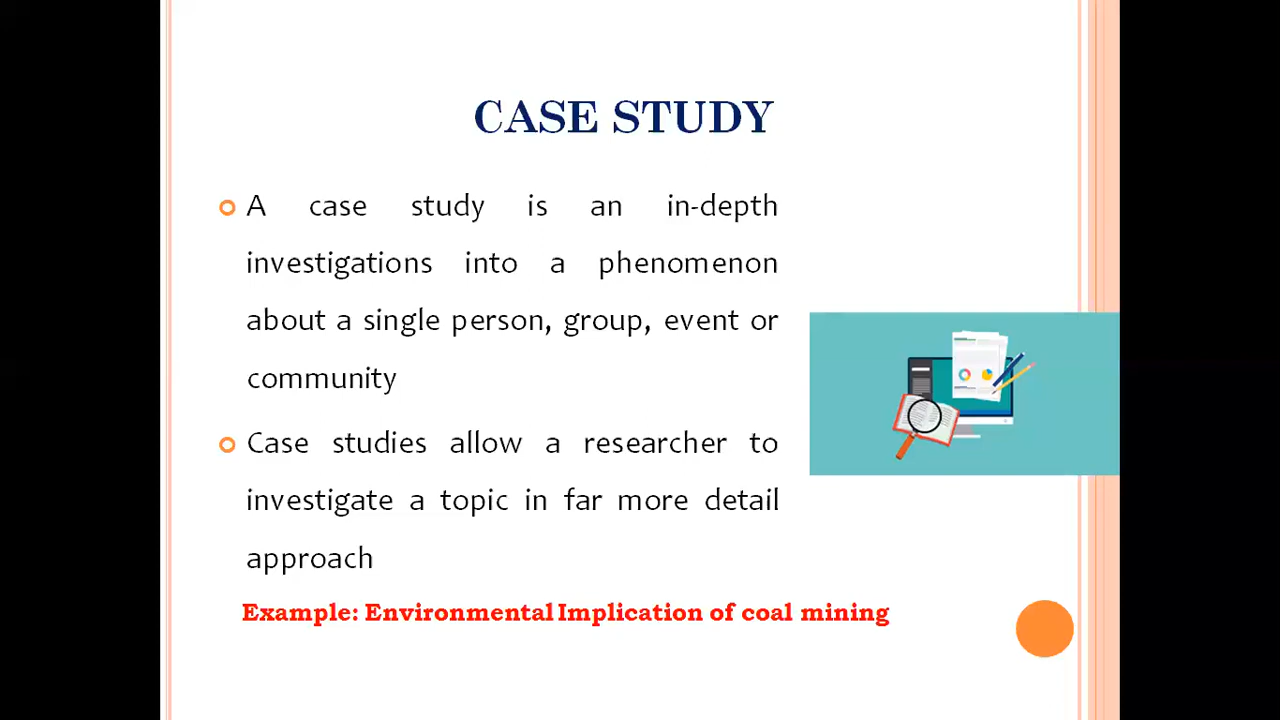 CASE STUDY
A case study is an in-depth
investigations into a phenomenon
about a single person, group, event or
community
Case studies allow a researcher to
investigate a topic in far more detail
approach
Example: Environmental Implication of coal mining